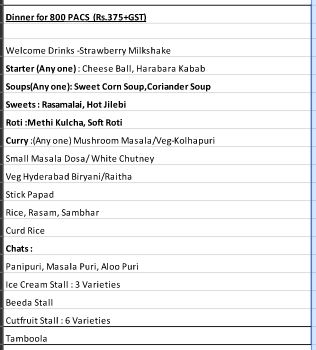 Dinner for 800 PACS (Rs.375+GST)
Welcome Drinks -Strawberry Milkshake
Starter (Any one) : Cheese Ball, Harabara Kabab
Soups(Any one): Sweet Corn Soup,Coriander Soup
Sweets : Rasamalai, Hot Jilebi
Roti :Methi Kulcha, Soft Roti
Curry :(Any one) Mushroom Masala/Veg-Kolhapuri
Small Masala Dosa/ White Chutney
Veg Hyderabad Biryani/Raitha
Stick Papad
Rice, Rasam, Sambhar
Curd Rice
Chats :
Panipuri, Masala Puri, Aloo Puri
Ice Cream Stall : 3 Varieties
Beeda Stall
Cutfruit Stall : 6 Varieties
Tamboola